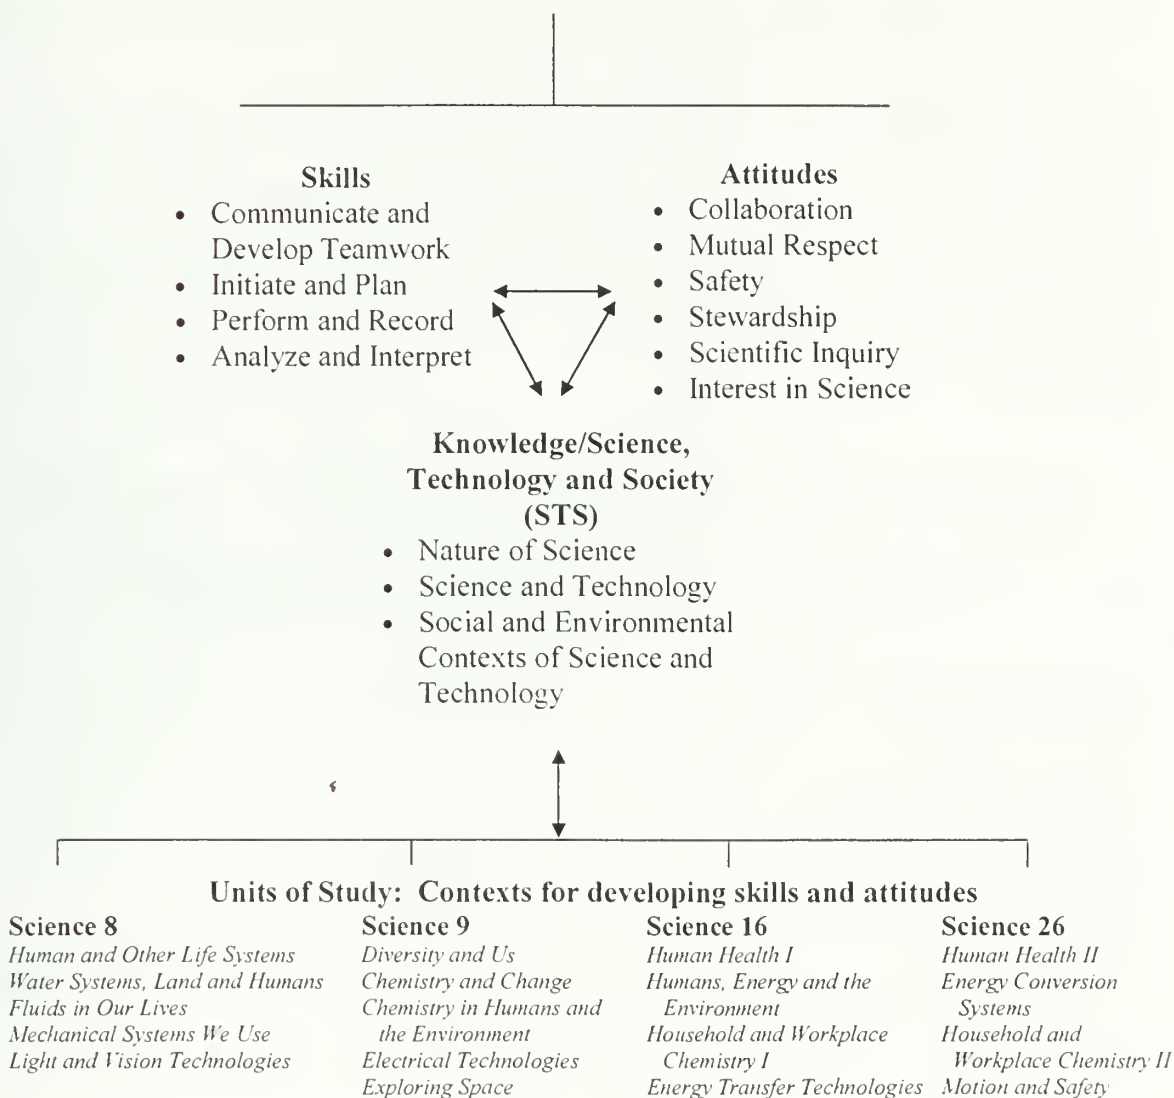 Skills
• Communicate and
Develop Teamwork
• Initiate and Plan
• Perform and Record
• Analyze and Interpret
Attitudes
• Collaboration
• Mutual Respect
• Safety
• Stewardship
• Scientific Inquiry
• Interest in Science
Knowledge/Science,
Technology and Society
(STS)
• Nature of Science
• Science and Technology
• Social and Environmental
Contexts of Science and
Technology
Units of Study: Contexts for developing skills and attitudes
Science 8
Human and Other Life Systems
Water Systems, Land and Humans
Fluids in Our Lives
Mechanical Systems We Use
Light and Vision Technologies
Science 9
Diversity and Us
Chemistry and Change
Chemistry in Humans and
the Environment
Electrical Technologies
Exploring Space
Science 16
Human Health I
Humans, Energy and the
Environment
Household and Workplace
Chemistry I
Energy Transfer Technologies
Science 26
Human Health II
Energy Conversion
Systems
Household and
Workplace Chemistry II
Motion and Safety